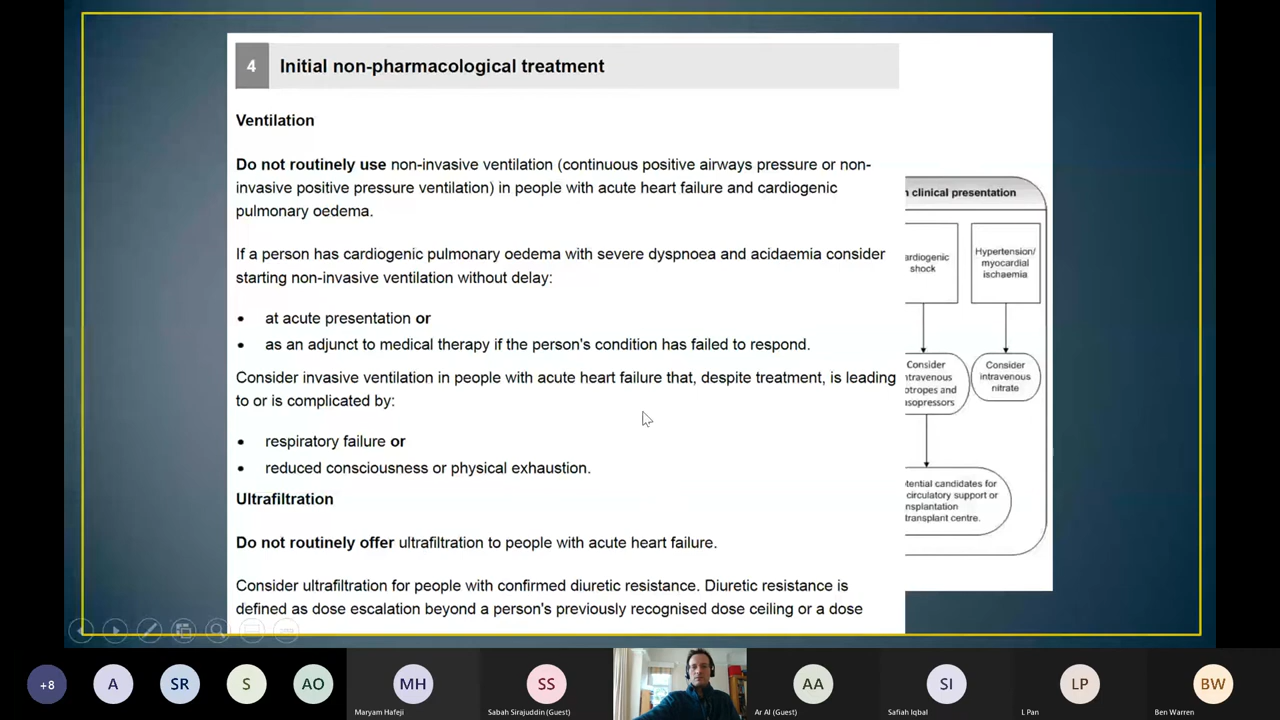 4 Initial non-pharmacological treatment
Ventilation
Do not routinely use non-invasive ventilation (continuous positive airways pressure or non-
invasive positive pressure ventilation) in people with acute heart failure and cardiogenic
pulmonary oedema.
If a person has cardiogenic pulmonary oedema with severe dyspnoea and acidaemia consider
starting non-invasive ventilation without delay:
• at acute presentation or
• as an adjunct to medical therapy if the person's condition has failed to respond.
Consider invasive ventilation in people with acute heart failure that, despite treatment, is leading
to or is complicated by:
• respiratory failure or
• reduced consciousness or physical exhaustion.
Ultrafiltration
Do not routinely offer ultrafiltration to people with acute heart failure.
Consider ultrafiltration for people with confirmed diuretic resistance. Diuretic resistance is
defined as dose escalation beyond a person's previously recognised dose ceiling or a dose
clinical presentation
ardiogenic
shock
Hypertension/
myocardial
ischaemia
Consider
ntravenous
otropes and
asopressors
Consider
intravenous
nitrate
tential candidates for
circulatory support or
nsplantation
transplant centre.
+8
A
SR
S
AO
MH
Maryam Hafeji
SS
Sabah Sirajuddin (Guest)
AA
Ar Al (Guest)
SI
Safiah Iqbal
LP
L Pan
BW
Ben Warren